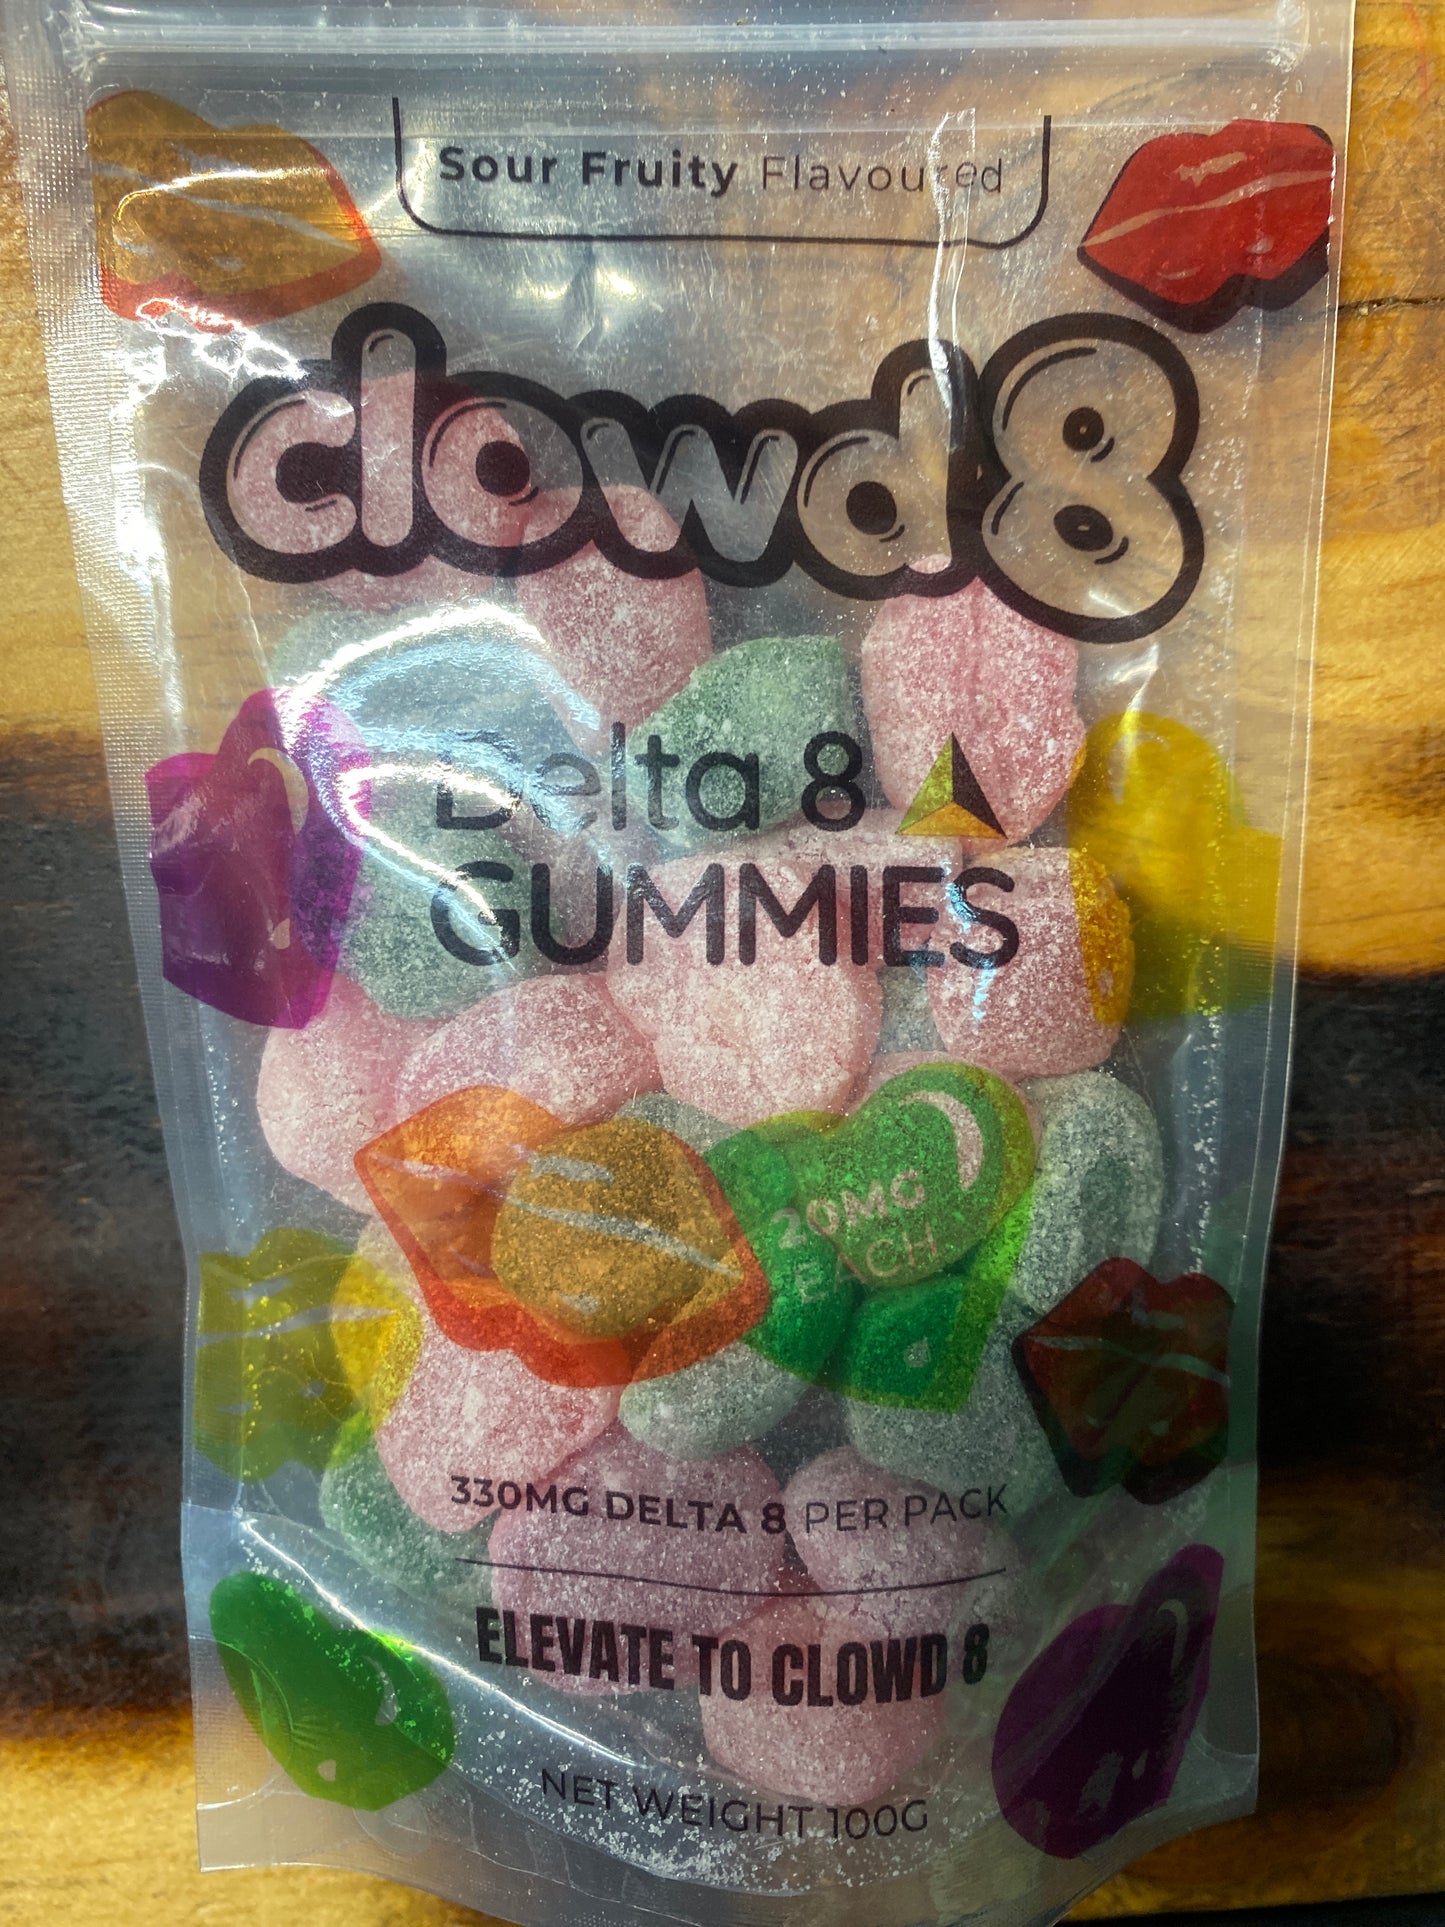 Sour Fruity Flavoured
clowd8
Delta 8
GUMMIES
20MG
EACH
330MG DELTA 8 PER PACK
ELEVATE TO CLOWD 8
NET WEIGHT 100G